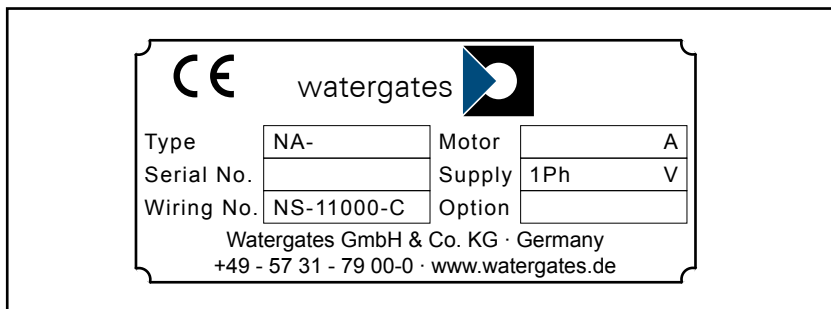 CE watergates
Type NA- Motor A
Serial No. Supply 1Ph V
Wiring No. NS-11000-C Option
Watergates GmbH & Co. KG · Germany
+49 - 57 31 - 79 00-0 · www.watergates.de